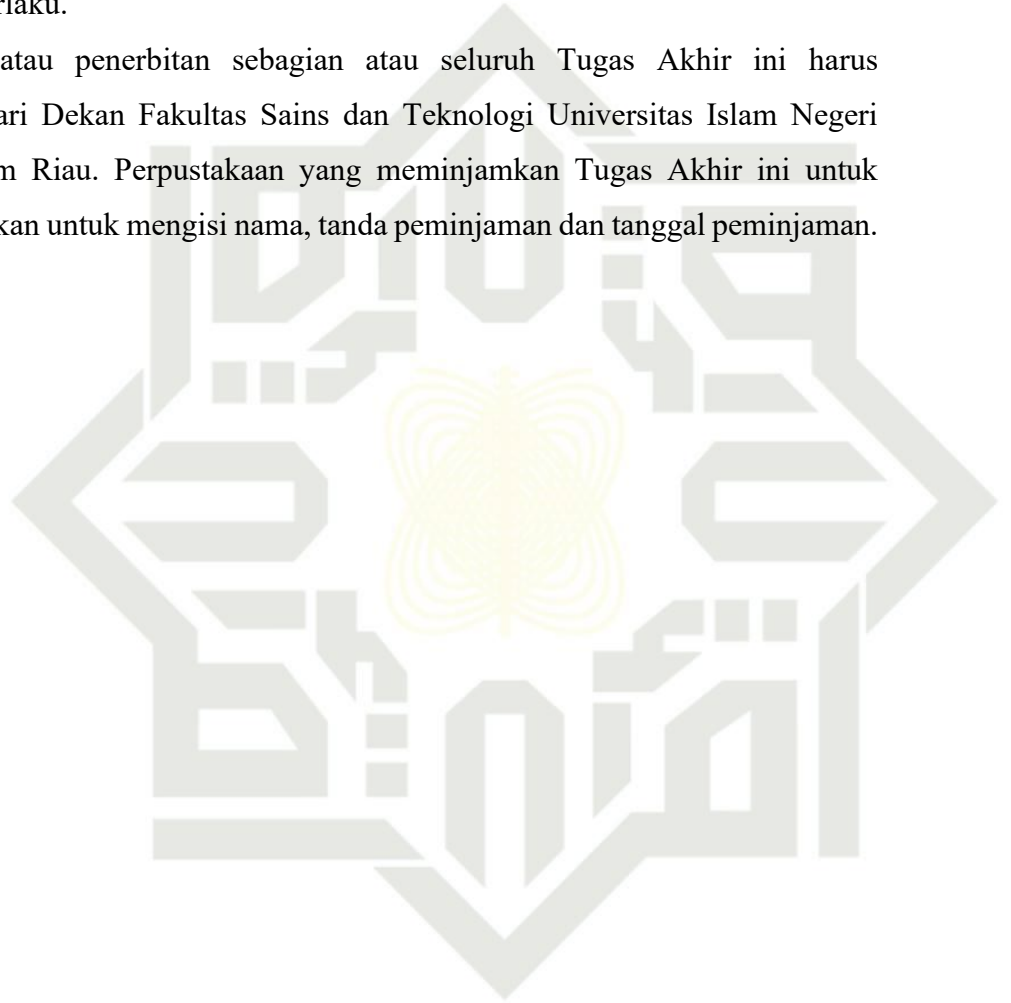 rlaku.
atau penerbitan sebagian atau seluruh Tugas Akhir ini harus
ari Dekan Fakultas Sains dan Teknologi Universitas Islam Negeri
m Riau. Perpustakaan yang meminjamkan Tugas Akhir ini untuk
kan untuk mengisi nama, tanda peminjaman dan tanggal peminjaman.